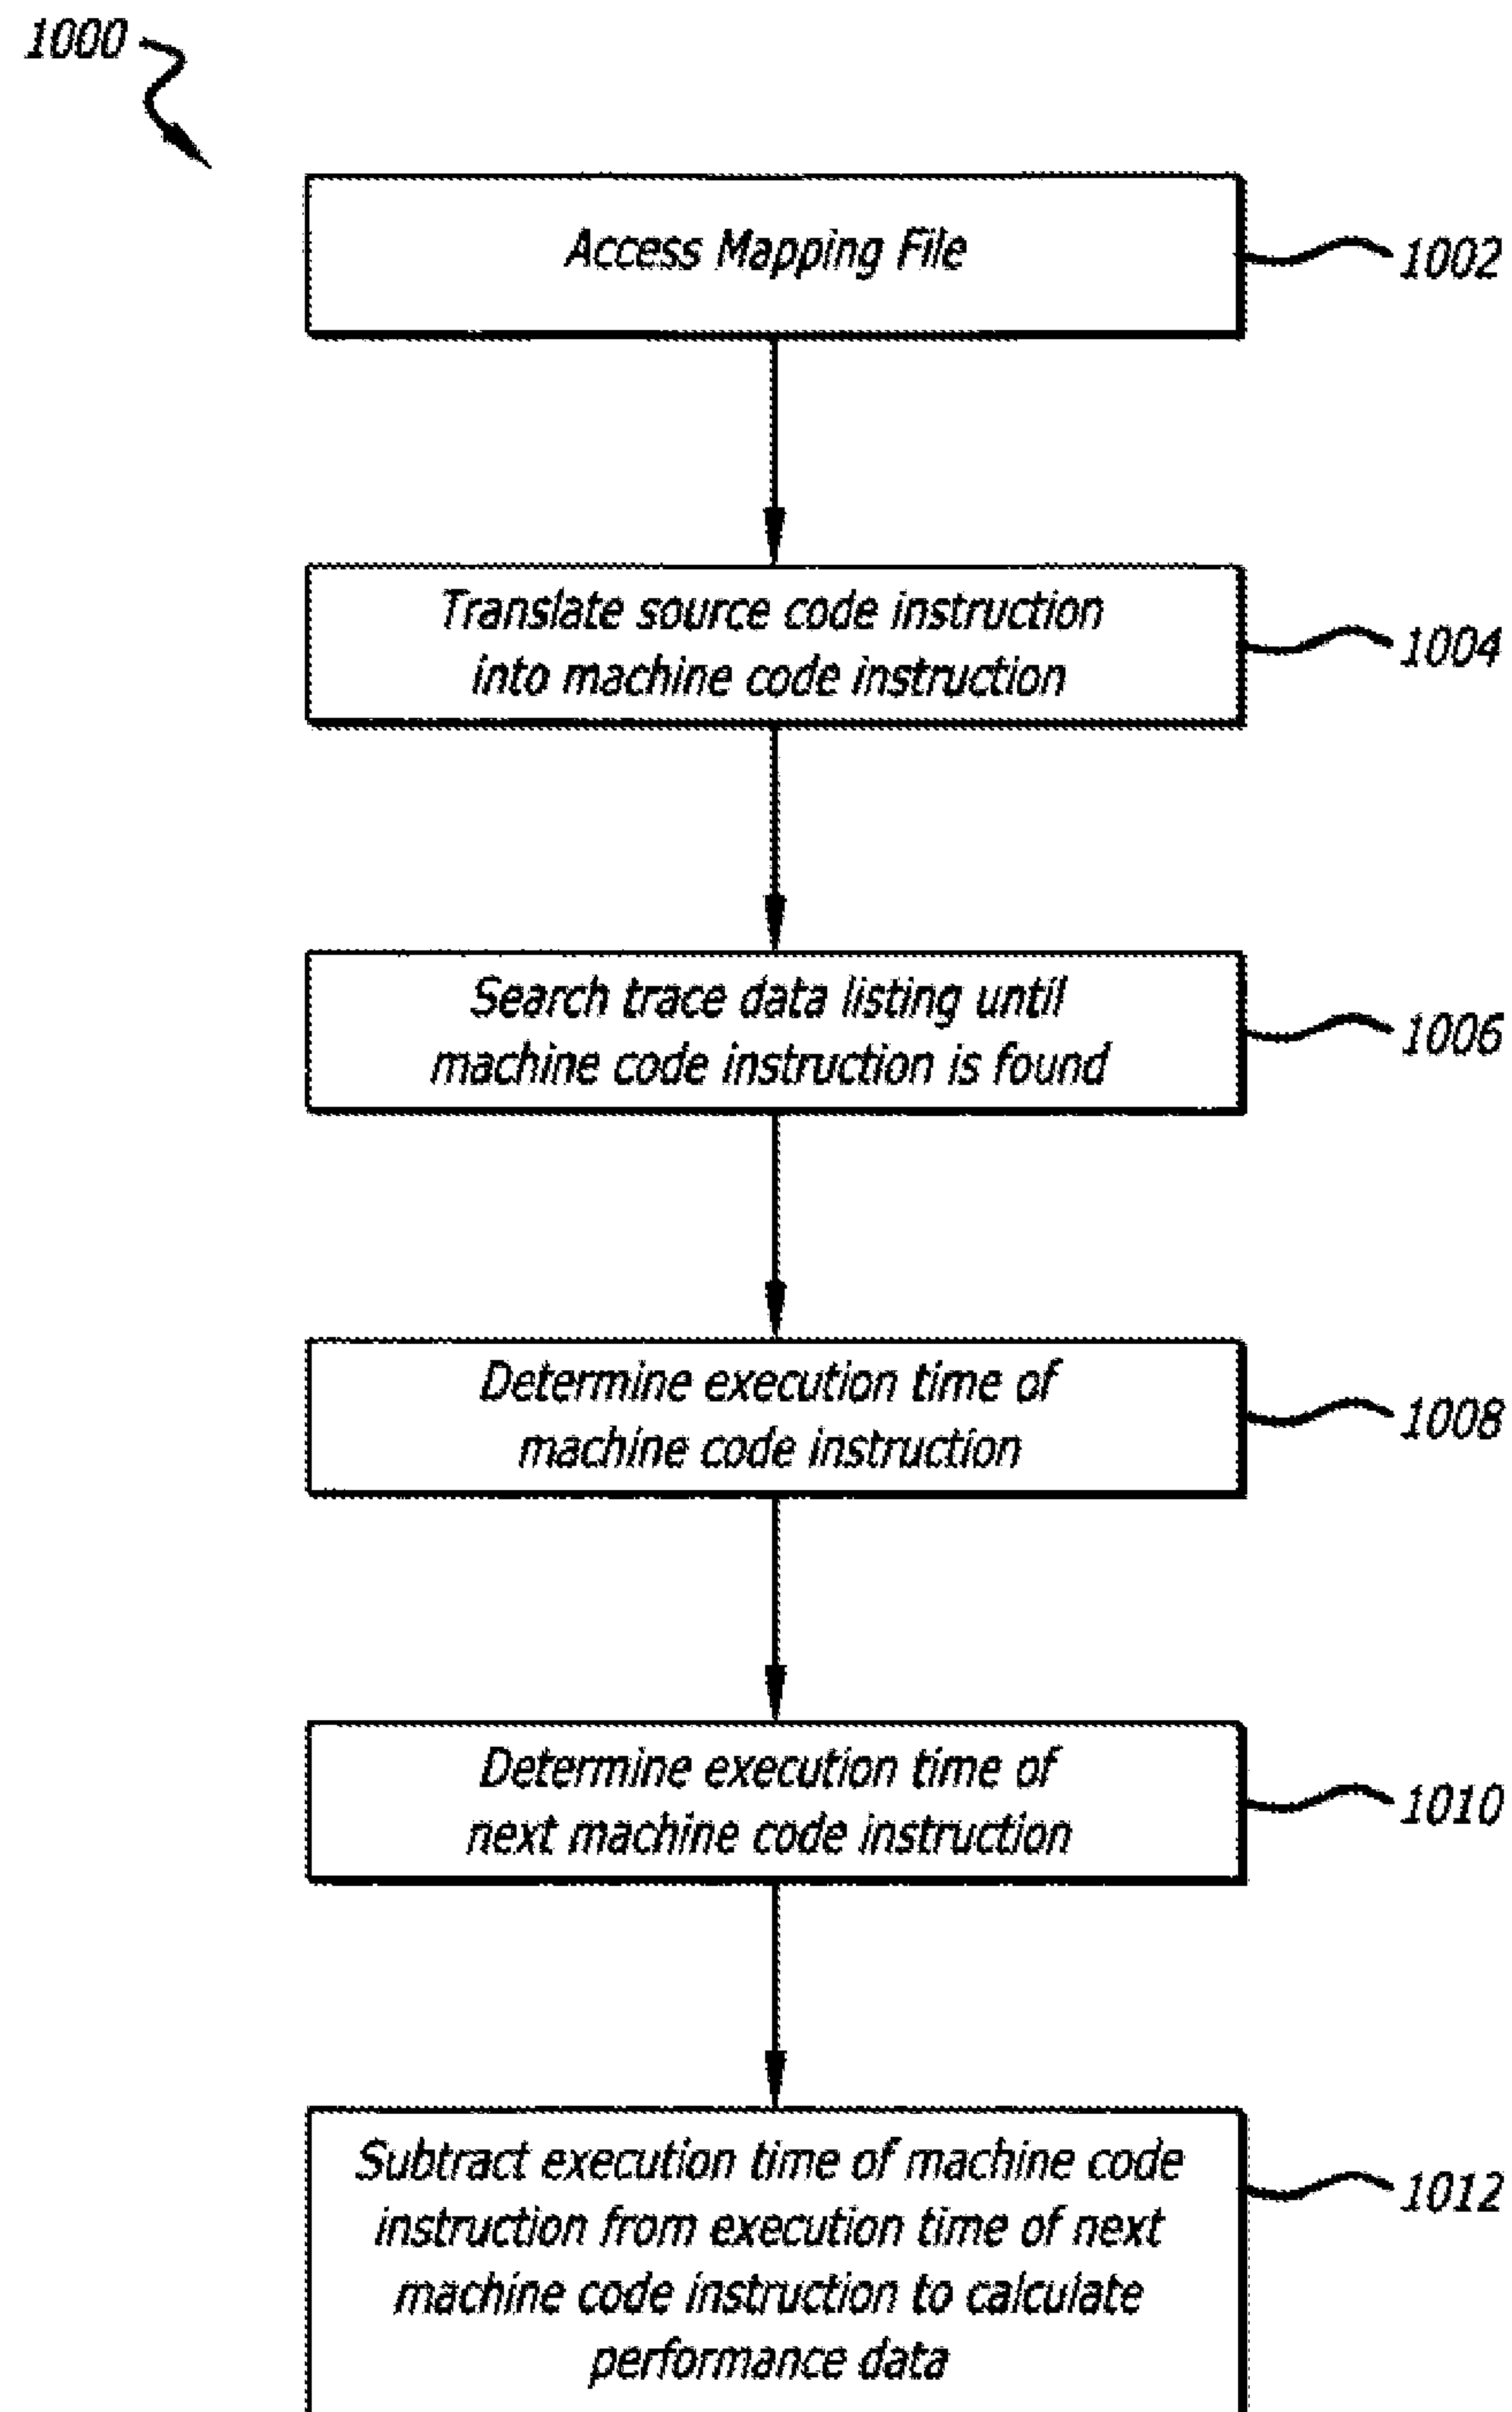 1000
Access Mapping File
1002
Translate source code instruction
into machine code instruction
1004
Search trace data listing until
machine code instruction is found
1006
Determine execution time of
machine code instruction
1008
Determine execution time of
next machine code instruction
1010
Subtract execution time of machine code
instruction from execution time of next
machine code instruction to calculate
performance data
1012